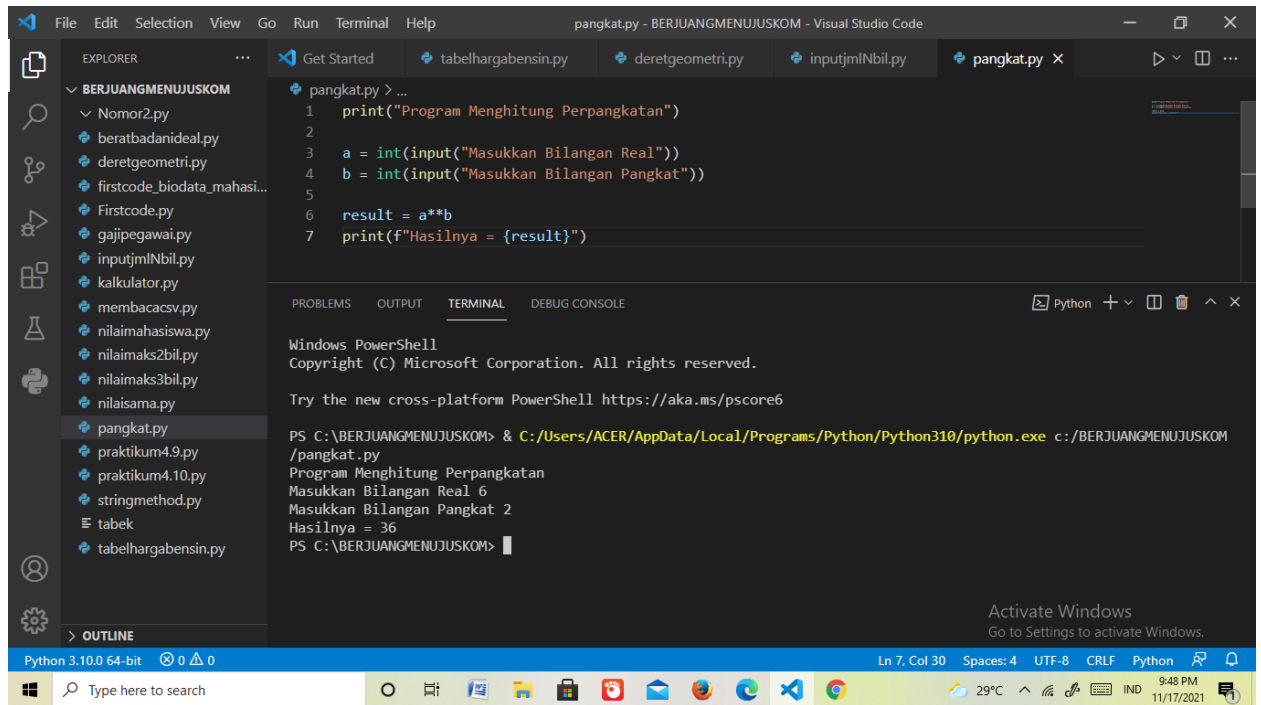 File Edit Selection View Go Run Terminal Help pangkat.py - BERJUANGMENUJUSKOM - Visual Studio Code
EXPLORER ...
BERJUANGMENUJUSKOM
Nomor2.py
beratbadanideal.py
deretgeometri.py
firstcode_biodata_mahasi...
Firstcode.py
gajipegawai.py
inputjmlNbil.py
kalkulator.py
membacacsv.py
nilaimahasiswa.py
nilaimaks2bil.py
nilaimaks3bil.py
nilaisama.py
pangkat.py
praktikum4.9.py
praktikum4.10.py
stringmethod.py
tabek
tabelhargabensin.py
OUTLINE
Get Started tabelhargabensin.py deretgeometri.py inputjmlNbil.py pangkat.py
pangkat.py > ...
1 print("Program Menghitung Perpangkatan")
2
3 a = int(input("Masukkan Bilangan Real"))
4 b = int(input("Masukkan Bilangan Pangkat"))
5
6 result = a**b
7 print(f"Hasilnya = {result}")
PROBLEMS OUTPUT TERMINAL DEBUG CONSOLE Python
Windows PowerShell
Copyright (C) Microsoft Corporation. All rights reserved.
Try the new cross-platform PowerShell https://aka.ms/pscore6
PS C:\BERJUANGMENUJUSKOM> & C:/Users/ACER/AppData/Local/Programs/Python/Python310/python.exe c:/BERJUANGMENUJUSKOM
/pangkat.py
Program Menghitung Perpangkatan
Masukkan Bilangan Real 6
Masukkan Bilangan Pangkat 2
Hasilnya = 36
PS C:\BERJUANGMENUJUSKOM>
Activate Windows
Go to Settings to activate Windows.
Python 3.10.0 64-bit 0 0 Ln 7, Col 30 Spaces: 4 UTF-8 CRLF Python
Type here to search 29°C IND 9:48 PM
11/17/2021